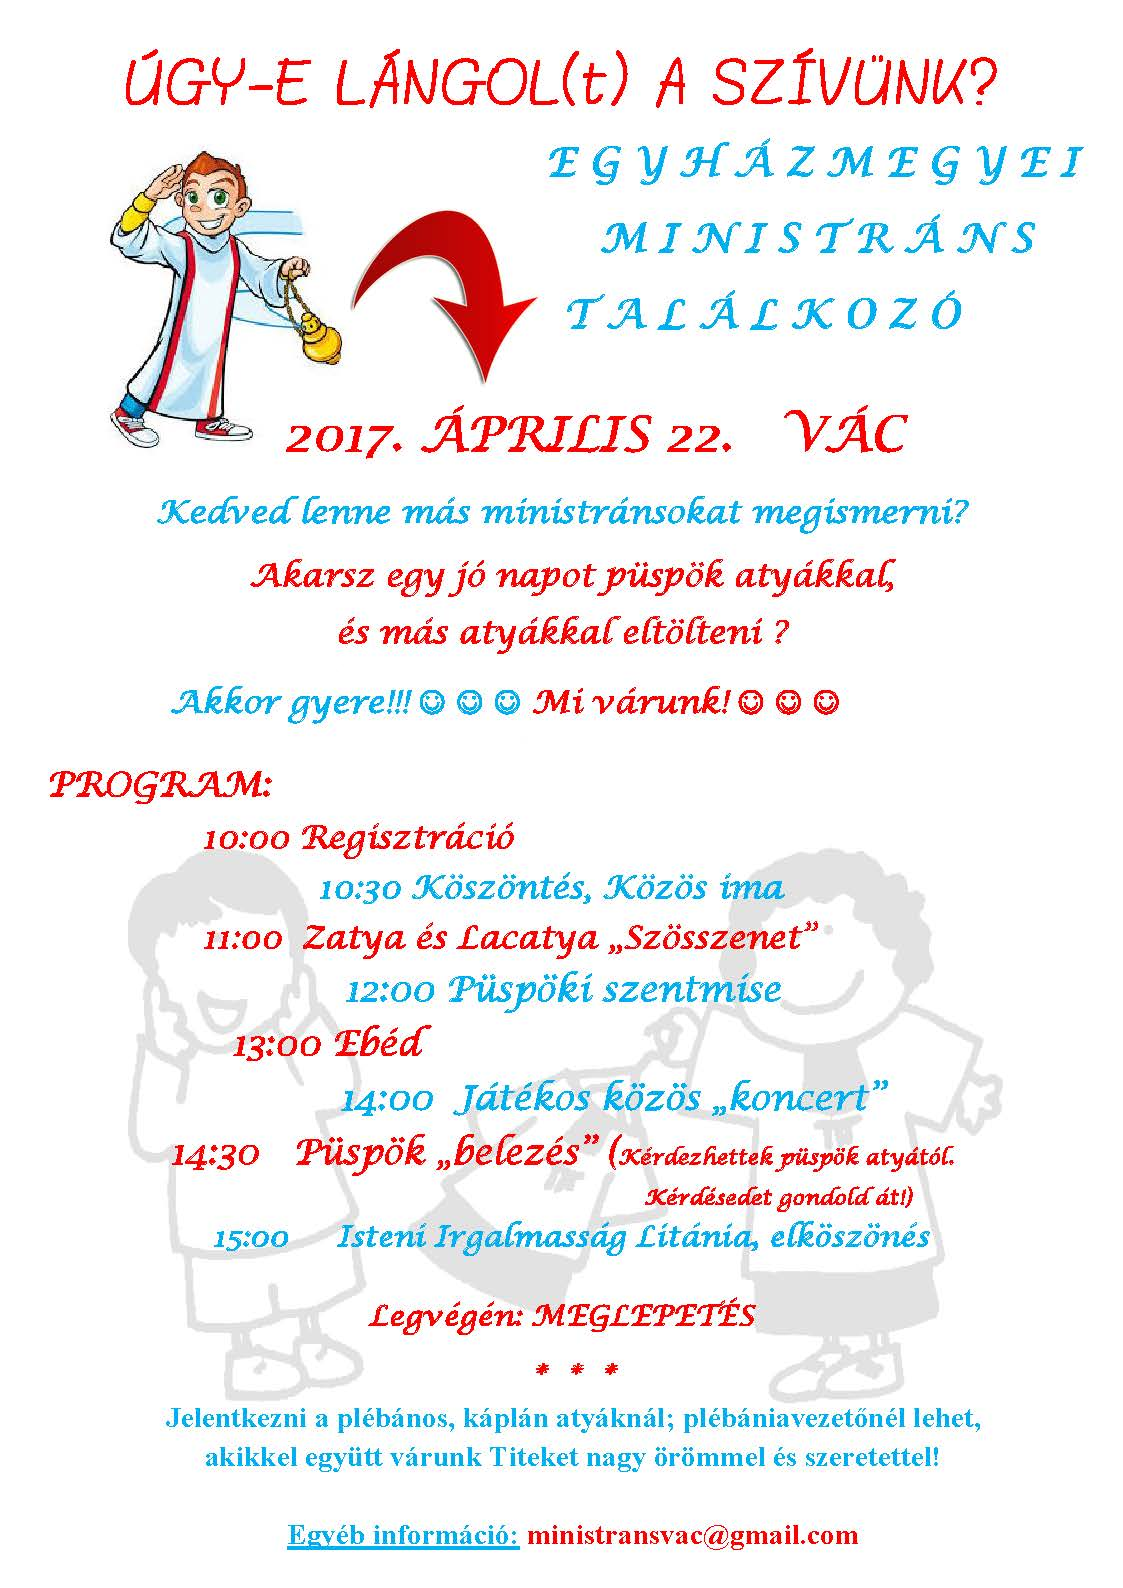 ÚGY-E LÁNGOL(t) A SZÍVÜNK?
EGYHÁZMEGYEI
MINISTRÁNS
TALÁLKOZÓ
2017. ÁPRILIS 22. VÁC
Kedved lenne más ministránsokat megismerni?
Akarsz egy jó napot püspök atyákkal,
és más atyákkal eltölteni ?
Akkor gyere!!! ☺ ☺ ☺ Mi várunk! ☺ ☺ ☺
PROGRAM:
10:00 Regisztráció
10:30 Köszöntés, Közös ima
11:00 Zatya és Lacatya „Szösszenet”
12:00 Püspöki szentmise
13:00 Ebéd
14:00 Játékos közös „koncert”
14:30 Püspök „belezés” (Kérdezhettek püspök atyától.
Kérdésedet gondold át!)
15:00 Isteni Irgalmasság Litánia, elköszönés
Legvégén: MEGLEPETÉS
* * *
Jelentkezni a plébános, káplán atyáknál; plébániavezetőnél lehet,
akikkel együtt várunk Titeket nagy örömmel és szeretettel!
Egyéb információ: ministransvac@gmail.com